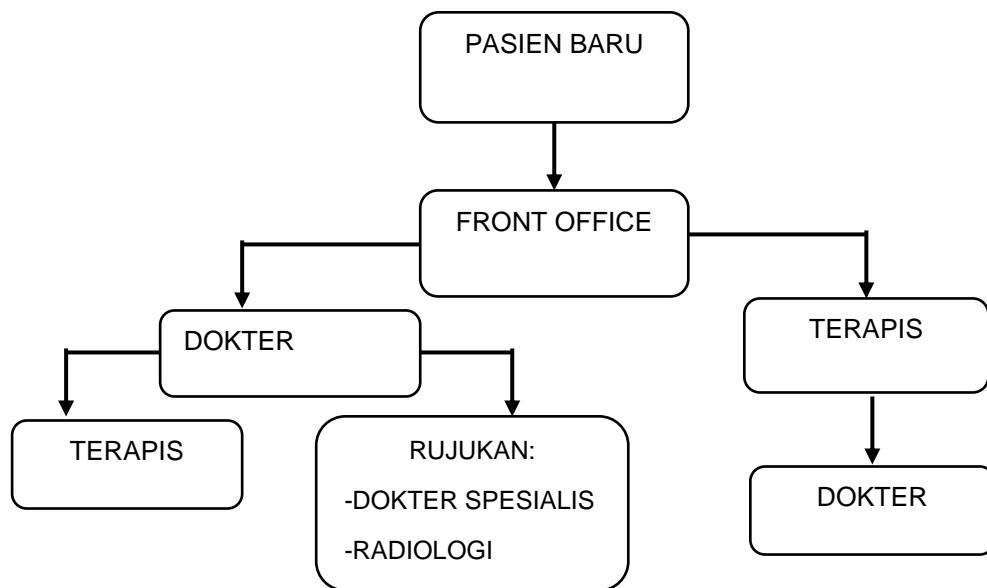 PASIEN BARU
FRONT OFFICE
DOKTER
TERAPIS
TERAPIS
RUJUKAN:
-DOKTER SPESIALIS
-RADIOLOGI
DOKTER